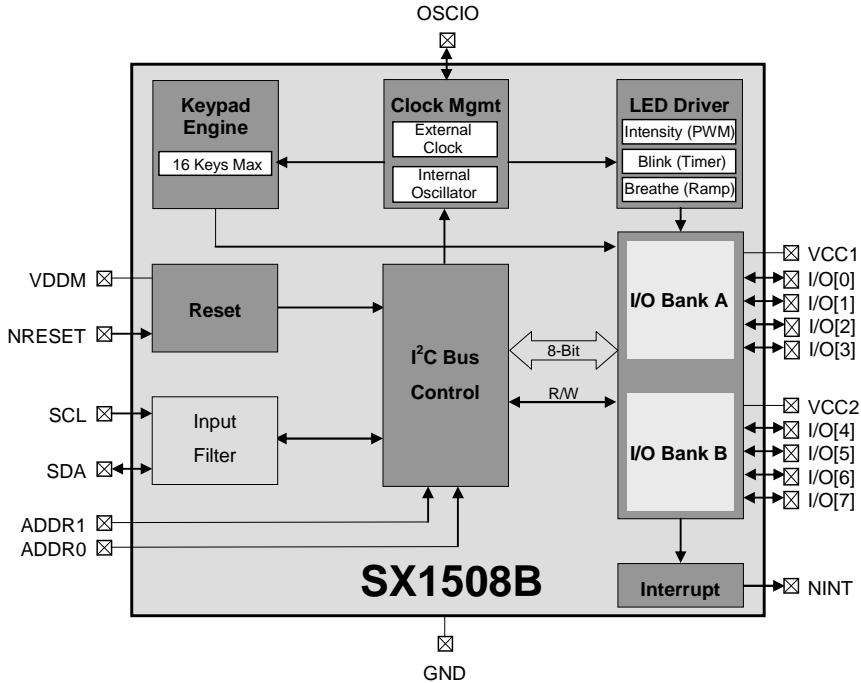 OSCIO
Keypad
Engine
16 Keys Max
Clock Mgmt
External
Clock
Internal
Oscillator
LED Driver
Intensity (PWM)
Blink (Timer)
Breathe (Ramp)
VDDM
NRESET
Reset
SCL
SDA
Input
Filter
ADDR1
ADDR0
I²C Bus
Control
8-Bit
R/W
I/O Bank A
I/O Bank B
VCC1
I/O[0]
I/O[1]
I/O[2]
I/O[3]
VCC2
I/O[4]
I/O[5]
I/O[6]
I/O[7]
SX1508B
Interrupt
NINT
GND